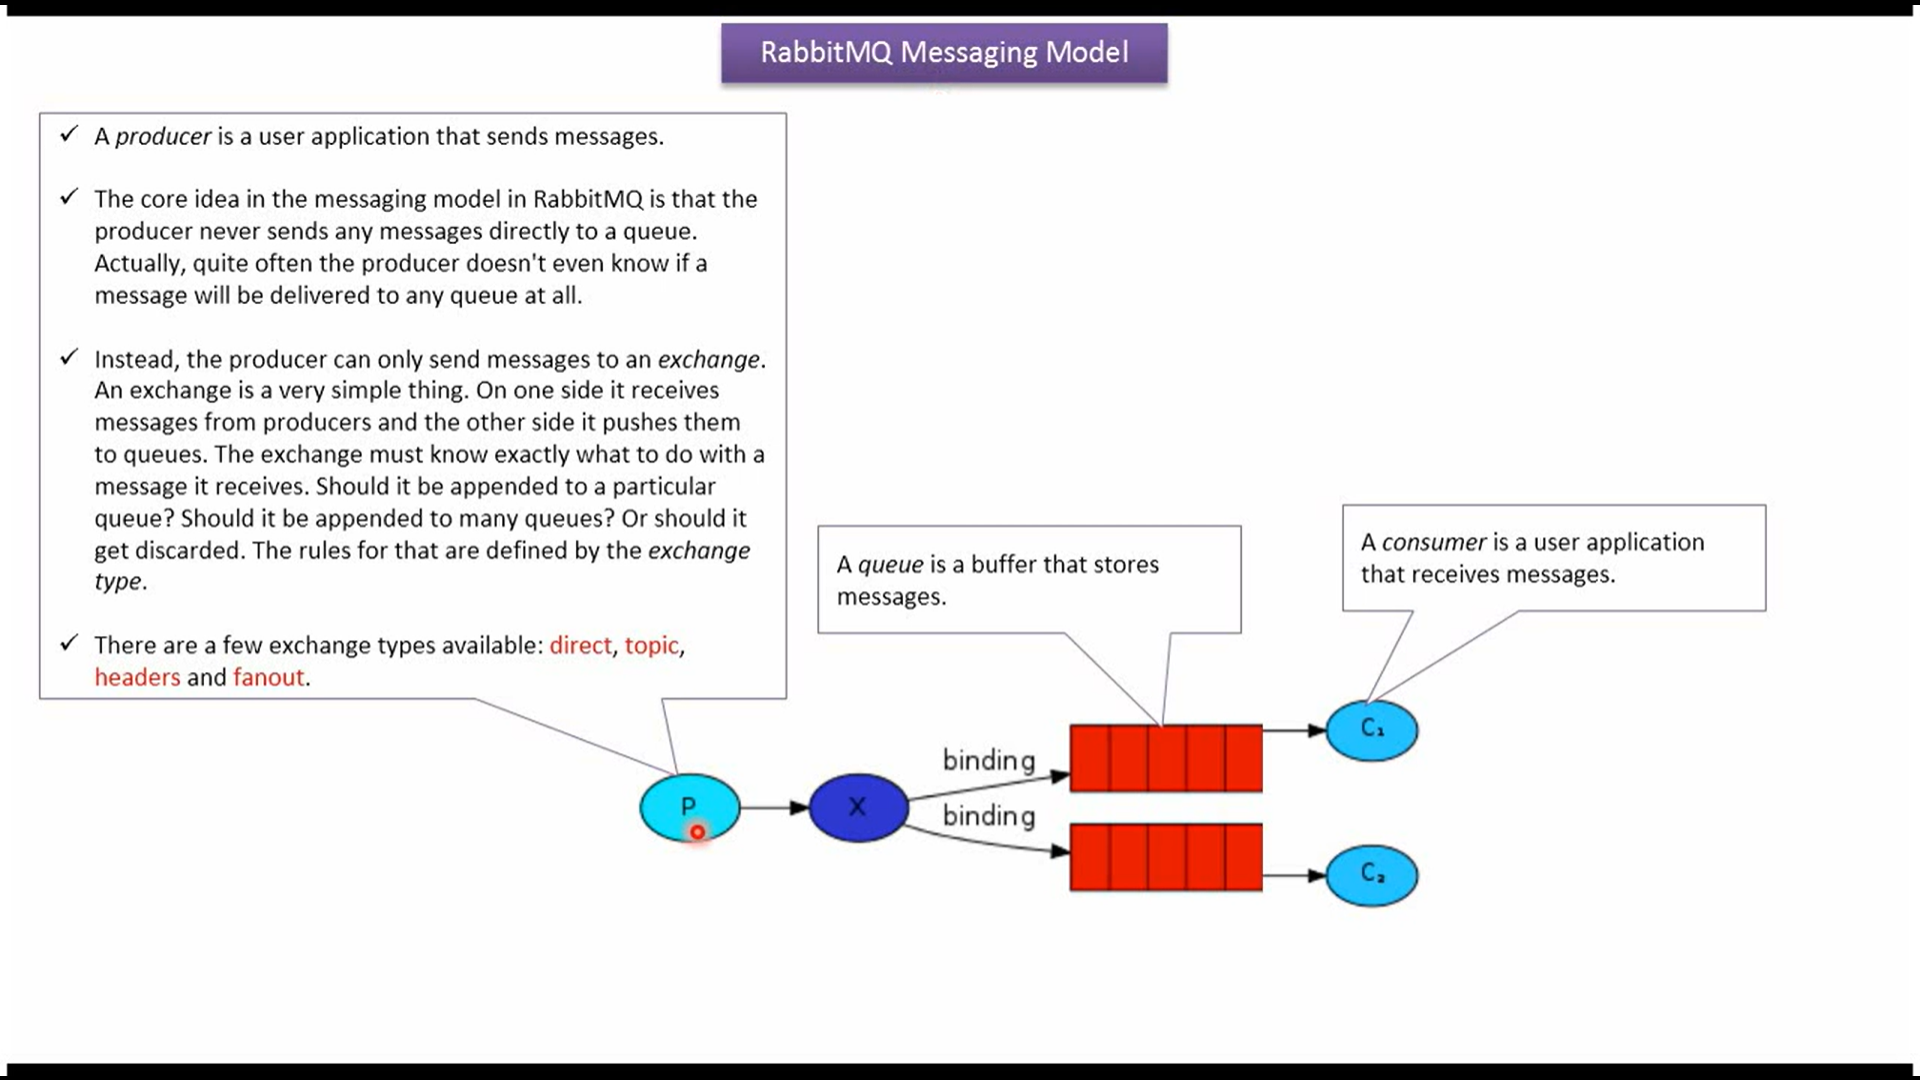 RabbitMQ Messaging Model
✓ A producer is a user application that sends messages.
✓ The core idea in the messaging model in RabbitMQ is that the
producer never sends any messages directly to a queue.
Actually, quite often the producer doesn't even know if a
message will be delivered to any queue at all.
✓ Instead, the producer can only send messages to an exchange.
An exchange is a very simple thing. On one side it receives
messages from producers and the other side it pushes them
to queues. The exchange must know exactly what to do with a
message it receives. Should it be appended to a particular
queue? Should it be appended to many queues? Or should it
get discarded. The rules for that are defined by the exchange
type.
✓ There are a few exchange types available: direct, topic,
headers and fanout.
A queue is a buffer that stores
messages.
A consumer is a user application
that receives messages.
P
X
binding
binding
C₁
C₂